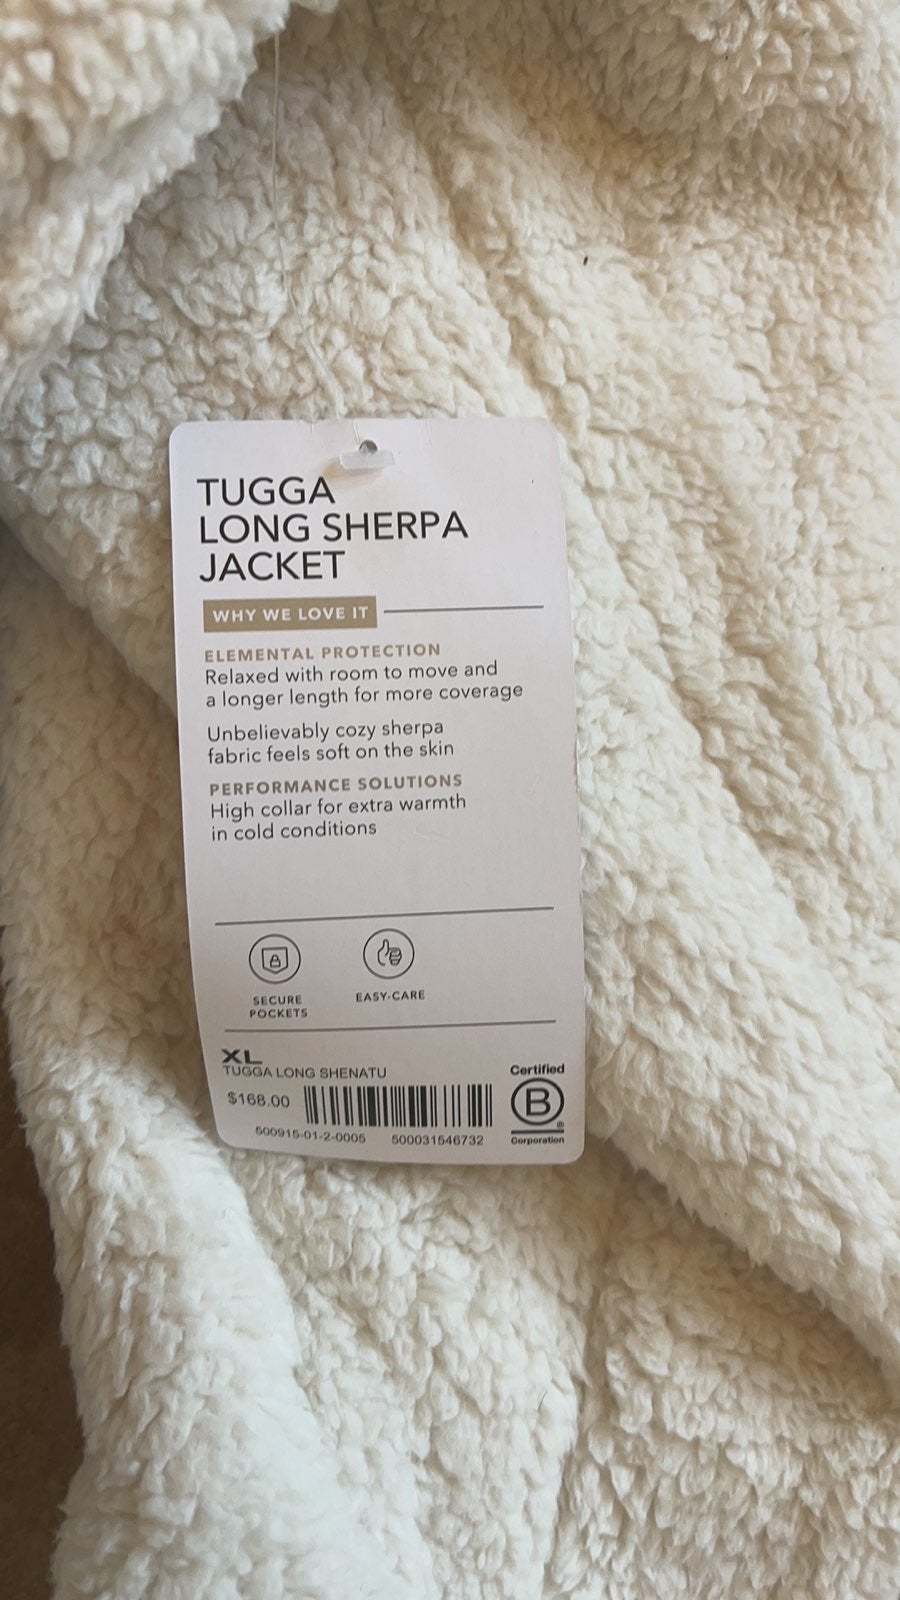 TUGGA
LONG SHERPA
JACKET
WHY WE LOVE IT
ELEMENTAL PROTECTION
Relaxed with room to move and
a longer length for more coverage
Unbelievably cozy sherpa
fabric feels soft on the skin
PERFORMANCE SOLUTIONS
High collar for extra warmth
in cold conditions
SECURE
POCKETS
EASY-CARE
XL
TUGGA LONG SHENATU
$168.00
500915-01-2-0005 500031546732
Certified
B
®
Corporation